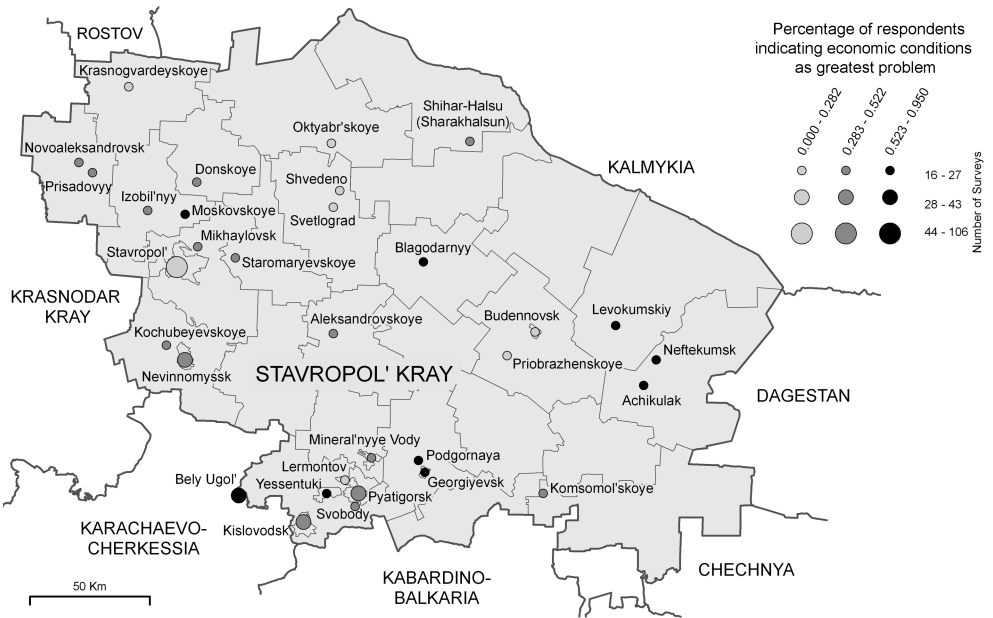 ROSTOV
Krasnogvardeyskoye
Percentage of respondents
indicating economic conditions
as greatest problem
0.000 - 0.282
0.283 - 0.522
0.523 - 0.950
16 - 27
28 - 43
44 - 106
Number of Surveys
Shihar-Halsu
(Sharakhalsun)
Oktyabr'skoye
Novoaleksandrovsk
Prisadovyy
Donskoye
Shvedeno
KALMYKIA
Izobil'nyy
Moskovskoye
Svetlograd
Mikhaylovsk
Stavropol'
Staromaryevskoye
Blagodarnyy
KRASNODAR
KRAY
Kochubeyevskoye
Aleksandrovskoye
Budennovsk
Levokumskiy
Nevinnomyssk
STAVROPOL' KRAY
Priobrazhenskoye
Neftekumsk
Achikulak
DAGESTAN
Mineral'nyye Vody
Podgornaya
Lermontov
Georgiyevsk
Bely Ugol'
Yessentuki
Pyatigorsk
Komsomol'skoye
Svobody
Kislovodsk
KARACHAEVO-
CHERKESSIA
KABARDINO-
BALKARIA
CHECHNYA
50 Km